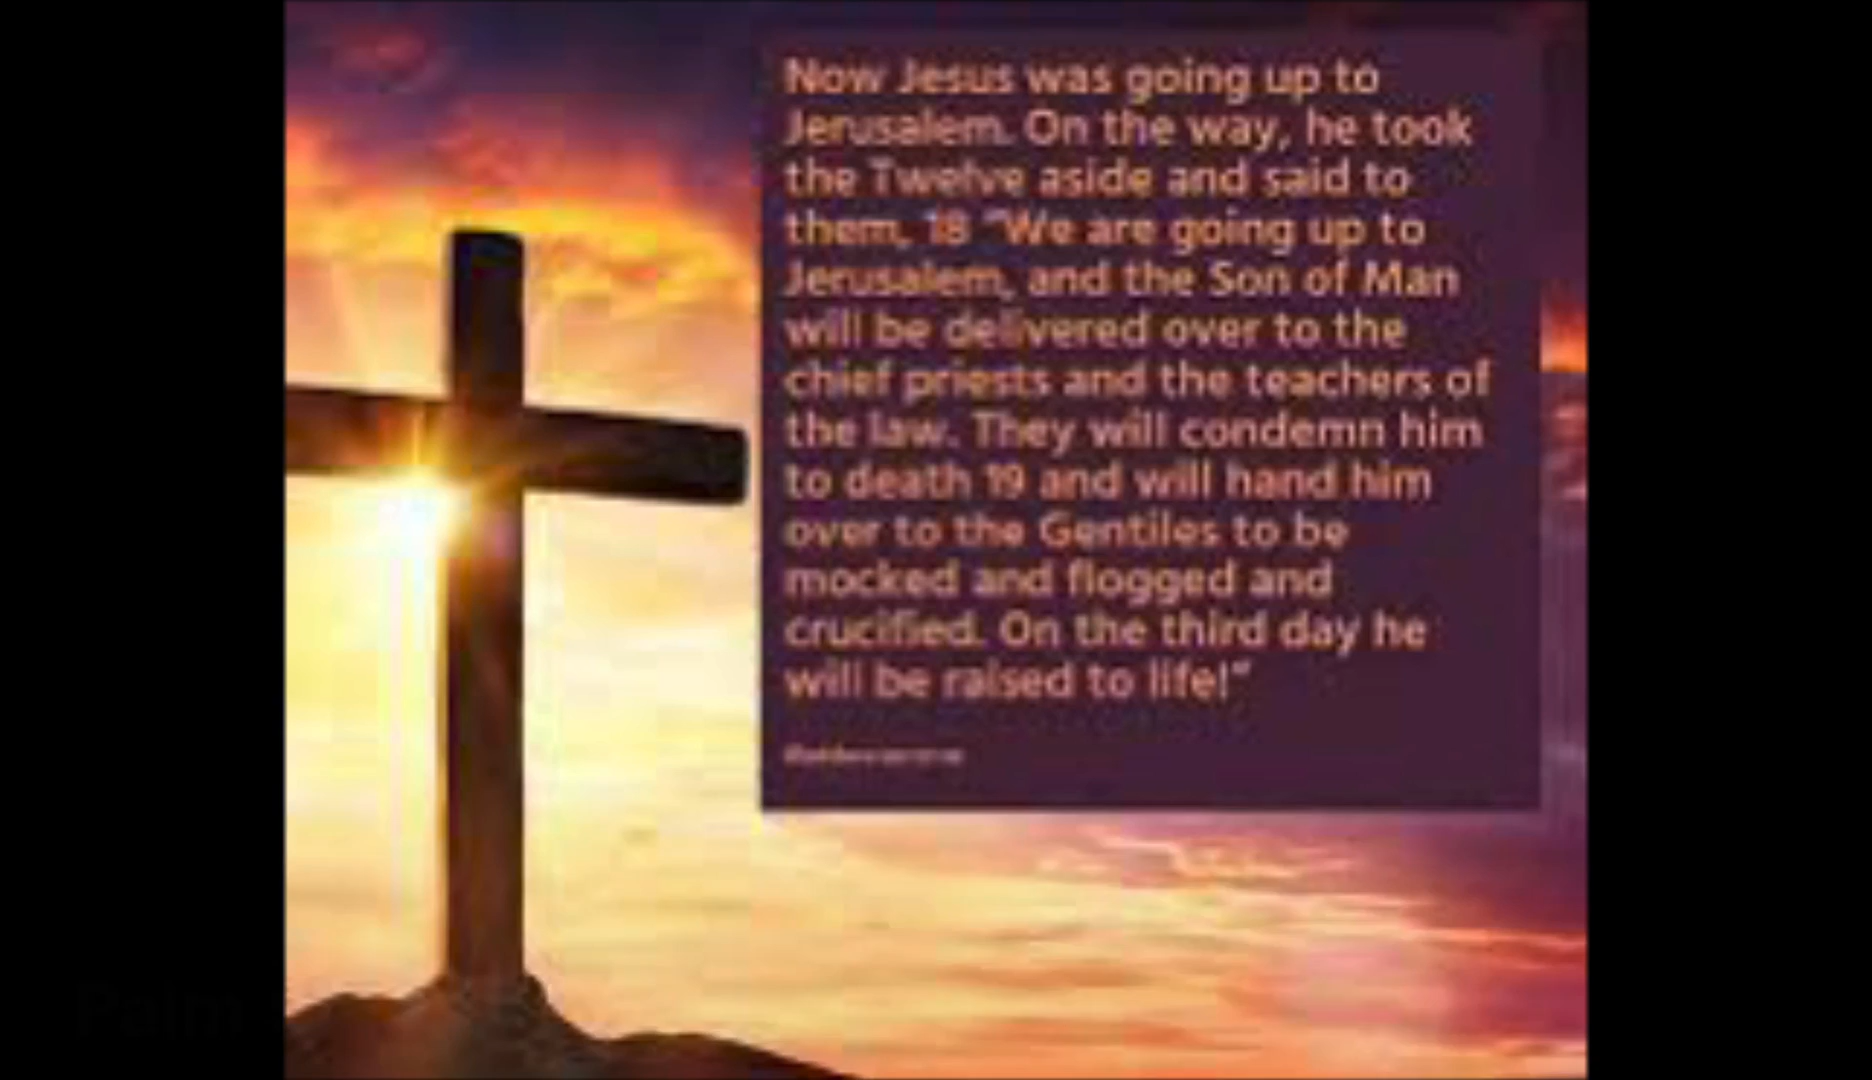 Now Jesus was going up to
Jerusalem. On the way, he took
the Twelve aside and said to
them, 18 "We are going up to
Jerusalem, and the Son of Man
will be delivered over to the
chief priests and the teachers of
the law. They will condemn him
to death 19 and will hand him
over to the Gentiles to be
mocked and flogged and
crucified. On the third day he
will be raised to life!"
Palm